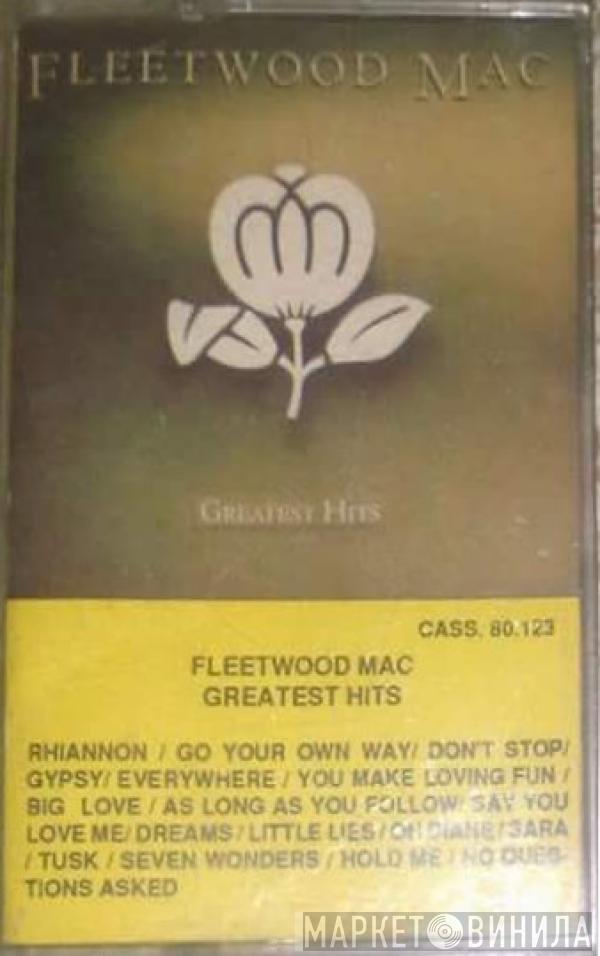 FLEETWOOD MAC
GREATEST HITS
CASS. 80.123
FLEETWOOD MAC
GREATEST HITS
RHIANNON / GO YOUR OWN WAY/ DON'T STOP/
GYPSY/ EVERYWHERE / YOU MAKE LOVING FUN /
BIG LOVE / AS LONG AS YOU FOLLOW/ SAY YOU
LOVE ME/ DREAMS / LITTLE LIES / OH DIANE / SARA
/ TUSK / SEVEN WONDERS / HOLD ME / NO QUES-
TIONS ASKED
МАРКЕТ ВИНИЛА